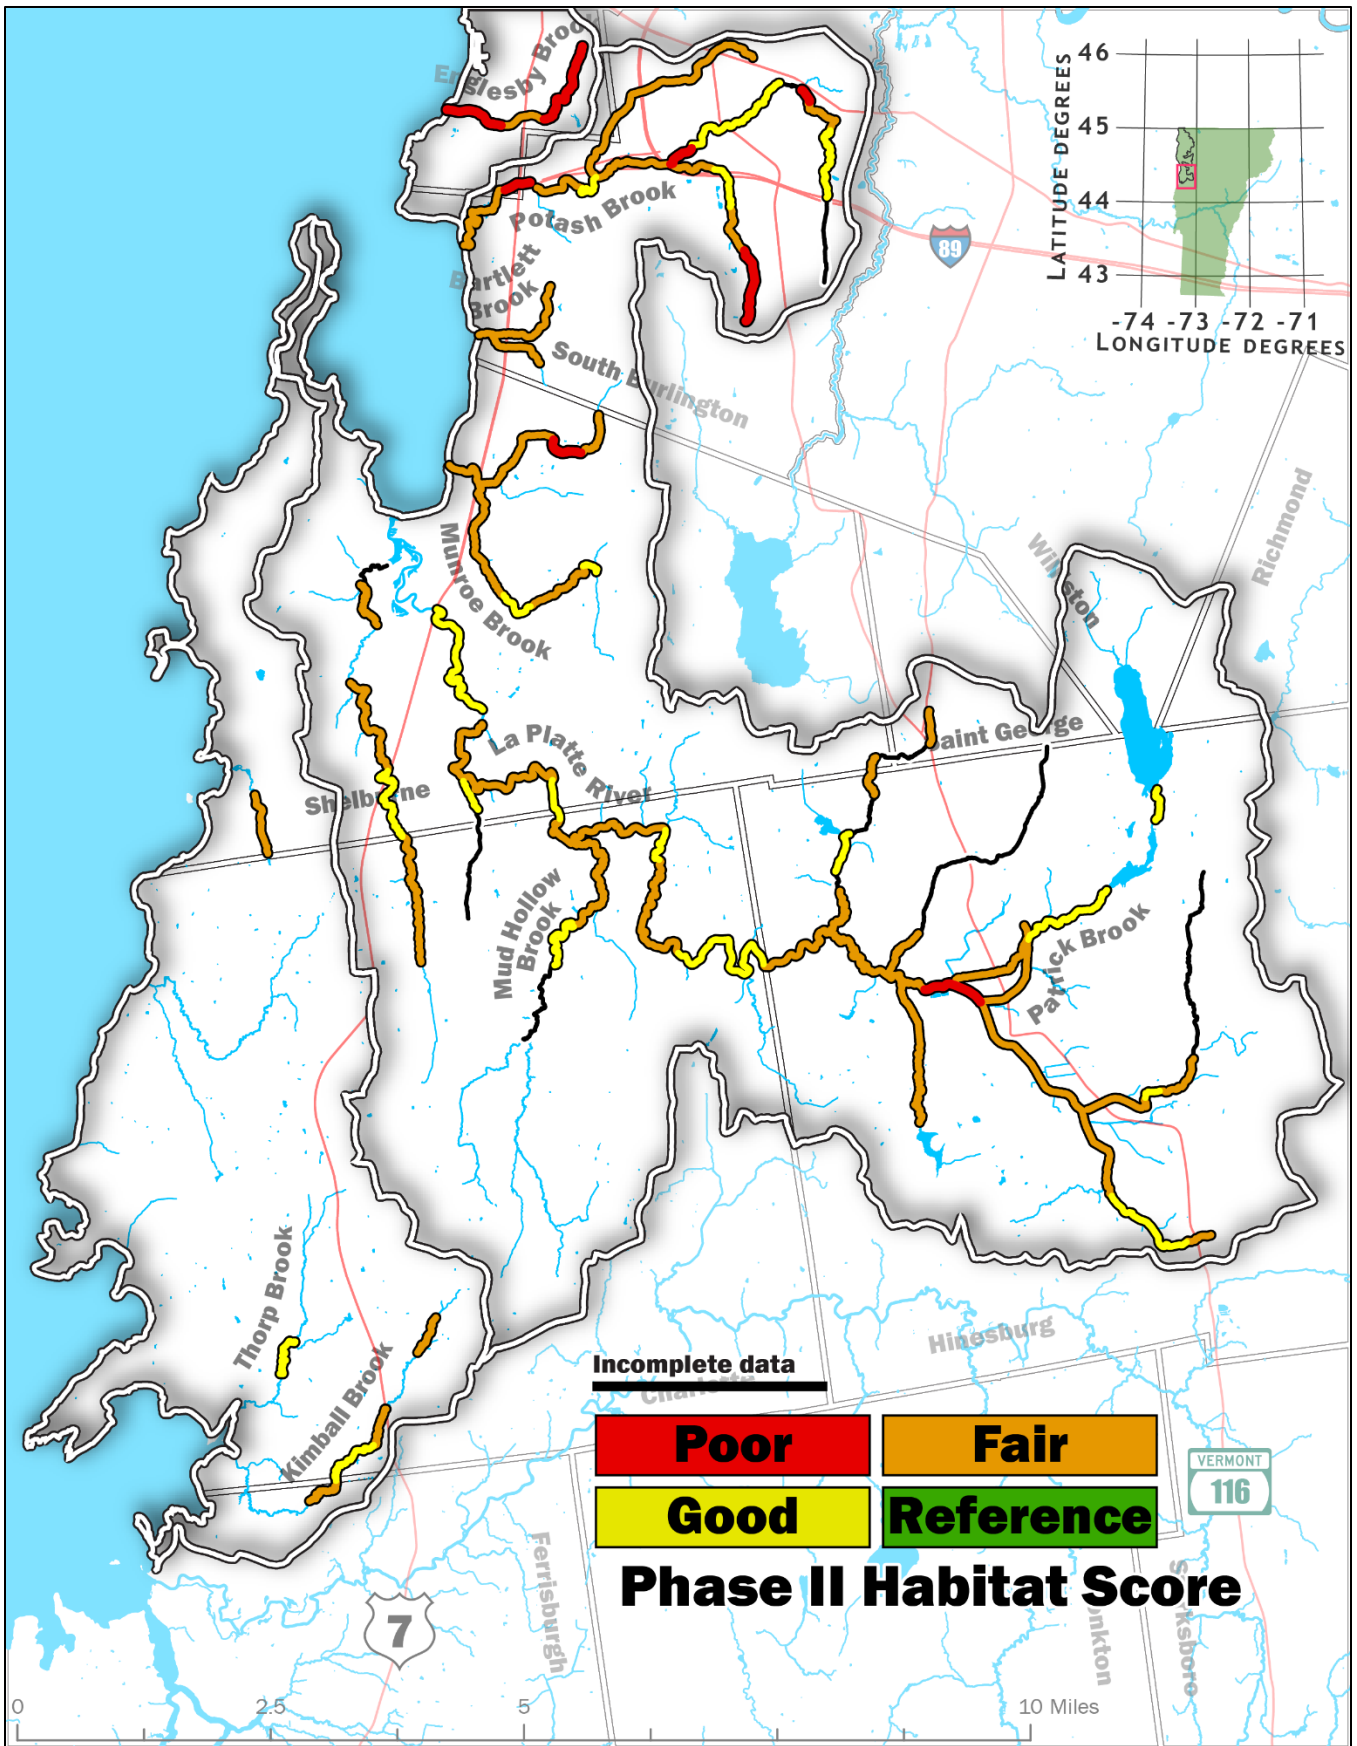 Englesby Brook
46
45
44
43
LATITUDE DEGREES
-74 -73 -72 -71
LONGITUDE DEGREES
89
Potash Brook
Bartlett
Brook
South Burlington
Munroe Brook
Williston
Richmond
La Platte
River
Saint George
Shelburne
Mud Hollow
Brook
Patrick Brook
Thorp Brook
Kimball Brook
Hinesburg
Charlotte
Incomplete data
Poor
Fair
Good
Reference
Phase II Habitat Score
VERMONT
116
Ferrisburgh
7
0
2.5
5
10 Miles